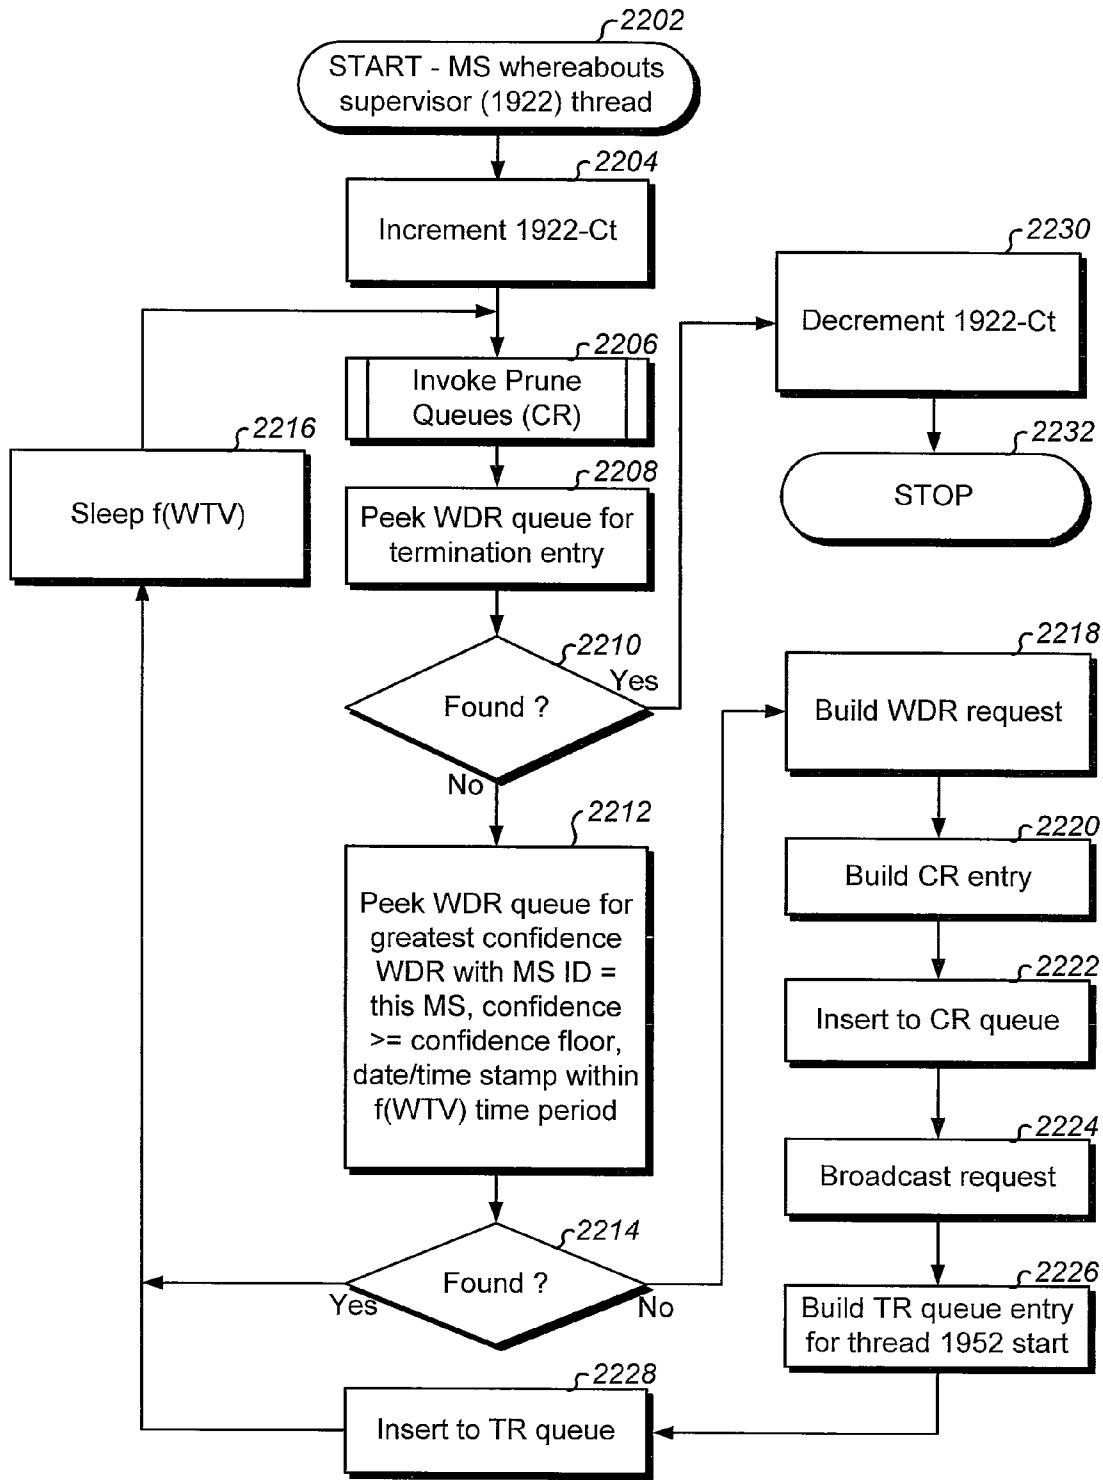 2202
START - MS whereabouts
supervisor (1922) thread
2204
Increment 1922-Ct
2230
Decrement 1922-Ct
2206
Invoke Prune
Queues (CR)
2216
Sleep f(WTV)
2232
STOP
2208
Peek WDR queue for
termination entry
2210
Found ?
Yes
No
2218
Build WDR request
2212
Peek WDR queue for
greatest confidence
WDR with MS ID =
this MS, confidence
>= confidence floor,
date/time stamp within
f(WTV) time period
2220
Build CR entry
2222
Insert to CR queue
2224
Broadcast request
2214
Found ?
Yes
No
2226
Build TR queue entry
for thread 1952 start
2228
Insert to TR queue